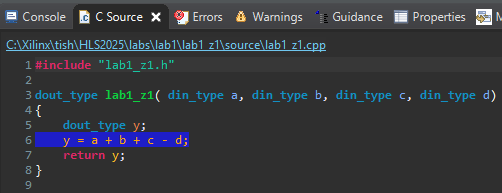 Console C Source Errors Warnings Guidance Properties
C:\Xilinx\tish\HLS2025\labs\lab1\lab1_z1\source\lab1_z1.cpp
1 #include "lab1_z1.h"
2
3 dout_type lab1_z1( din_type a, din_type b, din_type c, din_type d)
4 {
5 dout_type y;
6 y = a + b + c - d;
7 return y;
8 }
9